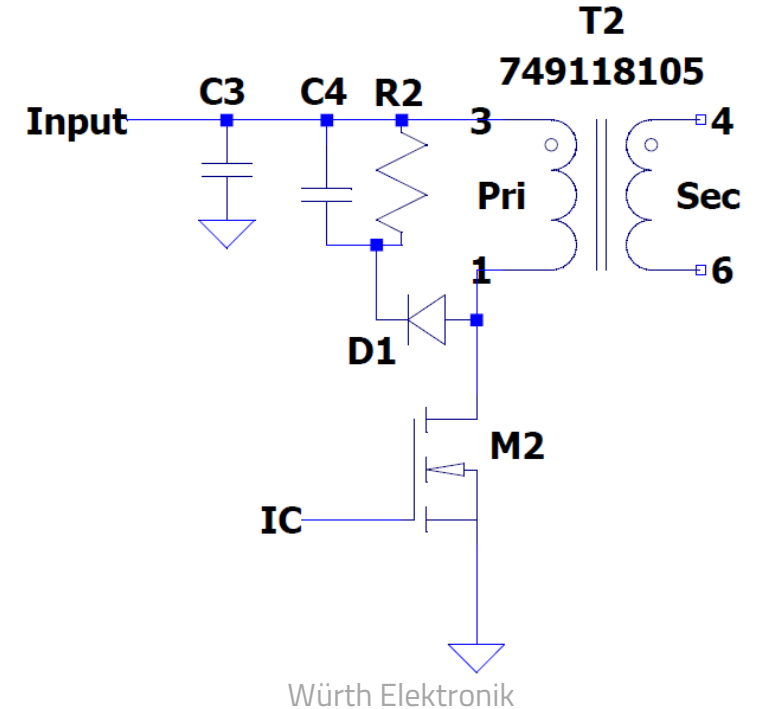 T2
749118105
C3
C4
R2
Input
3
4
Pri
Sec
1
6
D1
M2
IC
Würth Elektronik